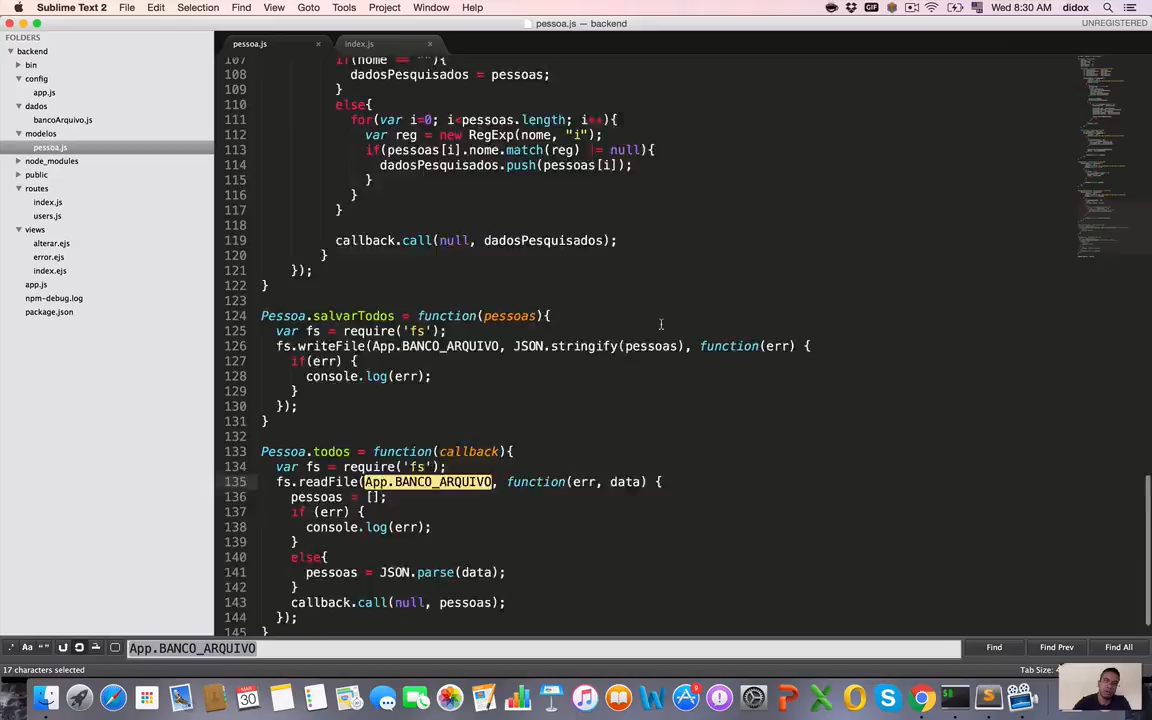 Sublime Text 2 File Edit Selection Find View Goto Tools Project Window Help GIF Wed 8:30 AM didox
pessoa.js — backend UNREGISTERED
FOLDERS
backend
bin
config
app.js
dados
bancoArquivo.js
modelos
pessoa.js
node_modules
public
routes
index.js
users.js
views
alterar.ejs
error.ejs
index.ejs
app.js
npm-debug.log
package.json
pessoa.js × index.js ×
107 if(nome == ""){
108 dadosPesquisados = pessoas;
109 }
110 else{
111 for(var i=0; i<pessoas.length; i++){
112 var reg = new RegExp(nome, "i");
113 if(pessoas[i].nome.match(reg) != null){
114 dadosPesquisados.push(pessoas[i]);
115 }
116 }
117 }
118
119 callback.call(null, dadosPesquisados);
120 }
121 });
122 }
123
124 Pessoa.salvarTodos = function(pessoas){
125 var fs = require('fs');
126 fs.writeFile(App.BANCO_ARQUIVO, JSON.stringify(pessoas), function(err) {
127 if(err) {
128 console.log(err);
129 }
130 });
131 }
132
133 Pessoa.todos = function(callback){
134 var fs = require('fs');
135 fs.readFile(App.BANCO_ARQUIVO, function(err, data) {
136 pessoas = [];
137 if (err) {
138 console.log(err);
139 }
140 else{
141 pessoas = JSON.parse(data);
142 }
143 callback.call(null, pessoas);
144 });
145 }
.* Aa “” App.BANCO_ARQUIVO Find Find Prev Find All
17 characters selected Tab Size: